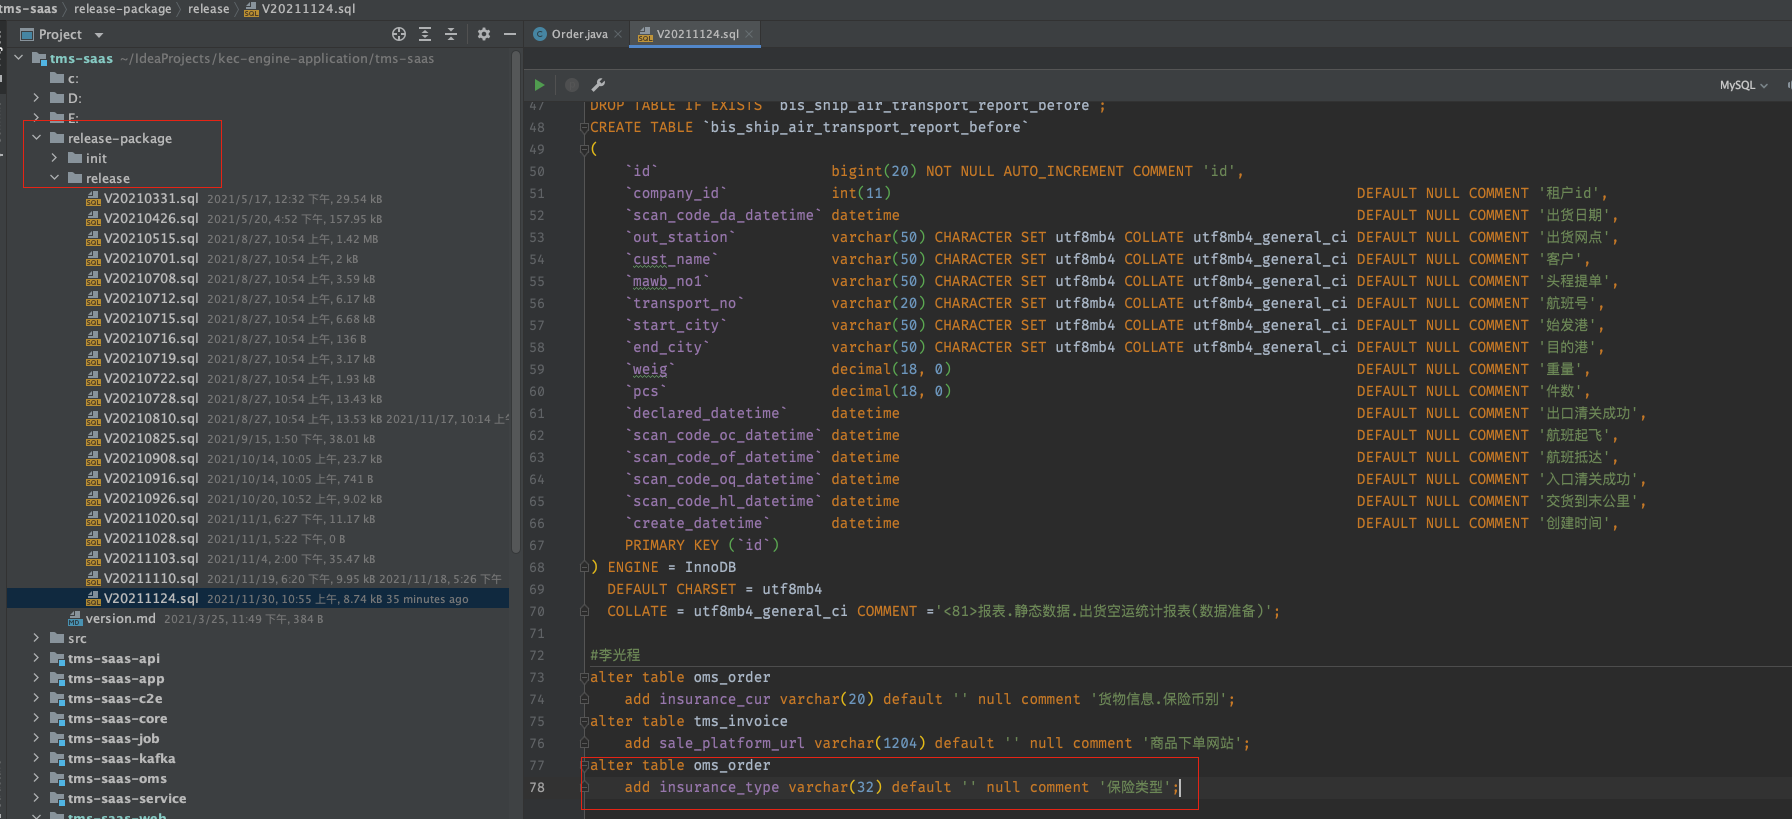 tms-saas 〉 release-package 〉 release 〉 V20211124.sql
Project
Order.java
V20211124.sql
tms-saas ~/IdeaProjects/kec-engine-application/tms-saas
c:
D:
E:
release-package
init
release
V20210331.sql 2021/5/17, 12:32 下午, 29.54 kB
V20210426.sql 2021/5/20, 4:52 下午, 157.95 kB
V20210515.sql 2021/8/27, 10:54 上午, 1.42 MB
V20210701.sql 2021/8/27, 10:54 上午, 2 kB
V20210708.sql 2021/8/27, 10:54 上午, 3.59 kB
V20210712.sql 2021/8/27, 10:54 上午, 6.17 kB
V20210715.sql 2021/8/27, 10:54 上午, 6.68 kB
V20210716.sql 2021/8/27, 10:54 上午, 136 B
V20210719.sql 2021/8/27, 10:54 上午, 3.17 kB
V20210722.sql 2021/8/27, 10:54 上午, 1.93 kB
V20210728.sql 2021/8/27, 10:54 上午, 13.43 kB
V20210810.sql 2021/8/27, 10:54 上午, 13.53 kB 2021/11/17, 10:14 上午
V20210825.sql 2021/9/15, 1:50 下午, 38.01 kB
V20210908.sql 2021/10/14, 10:05 上午, 23.7 kB
V20210916.sql 2021/10/14, 10:05 上午, 741 B
V20210926.sql 2021/10/20, 10:52 上午, 9.02 kB
V20211020.sql 2021/11/1, 6:27 下午, 11.17 kB
V20211028.sql 2021/11/1, 5:22 下午, 0 B
V20211103.sql 2021/11/4, 2:00 下午, 35.47 kB
V20211110.sql 2021/11/19, 6:20 下午, 9.95 kB 2021/11/18, 5:26 下午
V20211124.sql 2021/11/30, 10:55 上午, 8.74 kB 35 minutes ago
version.md 2021/3/25, 11:49 下午, 384 B
src
tms-saas-api
tms-saas-app
tms-saas-c2e
tms-saas-core
tms-saas-job
tms-saas-kafka
tms-saas-oms
tms-saas-service
tms-saas-web
MySQL
47 DROP TABLE IF EXISTS `bis_ship_air_transport_report_before`;
48 CREATE TABLE `bis_ship_air_transport_report_before`
49 (
50 `id` bigint(20) NOT NULL AUTO_INCREMENT COMMENT 'id',
51 `company_id` int(11) DEFAULT NULL COMMENT '租户id',
52 `scan_code_da_datetime` datetime DEFAULT NULL COMMENT '出货日期',
53 `out_station` varchar(50) CHARACTER SET utf8mb4 COLLATE utf8mb4_general_ci DEFAULT NULL COMMENT '出货网点',
54 `cust_name` varchar(50) CHARACTER SET utf8mb4 COLLATE utf8mb4_general_ci DEFAULT NULL COMMENT '客户',
55 `mawb_no1` varchar(50) CHARACTER SET utf8mb4 COLLATE utf8mb4_general_ci DEFAULT NULL COMMENT '头程提单',
56 `transport_no` varchar(20) CHARACTER SET utf8mb4 COLLATE utf8mb4_general_ci DEFAULT NULL COMMENT '航班号',
57 `start_city` varchar(50) CHARACTER SET utf8mb4 COLLATE utf8mb4_general_ci DEFAULT NULL COMMENT '始发港',
58 `end_city` varchar(50) CHARACTER SET utf8mb4 COLLATE utf8mb4_general_ci DEFAULT NULL COMMENT '目的港',
59 `weig` decimal(18, 0) DEFAULT NULL COMMENT '重量',
60 `pcs` decimal(18, 0) DEFAULT NULL COMMENT '件数',
61 `declared_datetime` datetime DEFAULT NULL COMMENT '出口清关成功',
62 `scan_code_oc_datetime` datetime DEFAULT NULL COMMENT '航班起飞',
63 `scan_code_of_datetime` datetime DEFAULT NULL COMMENT '航班抵达',
64 `scan_code_oq_datetime` datetime DEFAULT NULL COMMENT '入口清关成功',
65 `scan_code_hl_datetime` datetime DEFAULT NULL COMMENT '交货到末公里',
66 `create_datetime` datetime DEFAULT NULL COMMENT '创建时间',
67 PRIMARY KEY (`id`)
68 ) ENGINE = InnoDB
69 DEFAULT CHARSET = utf8mb4
70 COLLATE = utf8mb4_general_ci COMMENT ='<81>报表.静态数据.出货空运统计报表(数据准备)';
71
72 #李光程
73 alter table oms_order
74 add insurance_cur varchar(20) default '' null comment '货物信息.保险币别';
75 alter table tms_invoice
76 add sale_platform_url varchar(1204) default '' null comment '商品下单网站';
77 alter table oms_order
78 add insurance_type varchar(32) default '' null comment '保险类型';